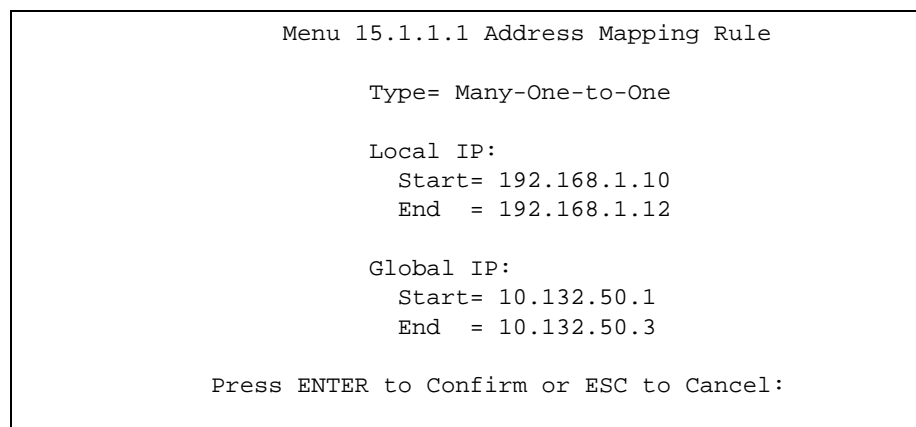 Menu 15.1.1.1 Address Mapping Rule
Type= Many-One-to-One
Local IP:
Start= 192.168.1.10
End  = 192.168.1.12
Global IP:
Start= 10.132.50.1
End  = 10.132.50.3
Press ENTER to Confirm or ESC to Cancel: